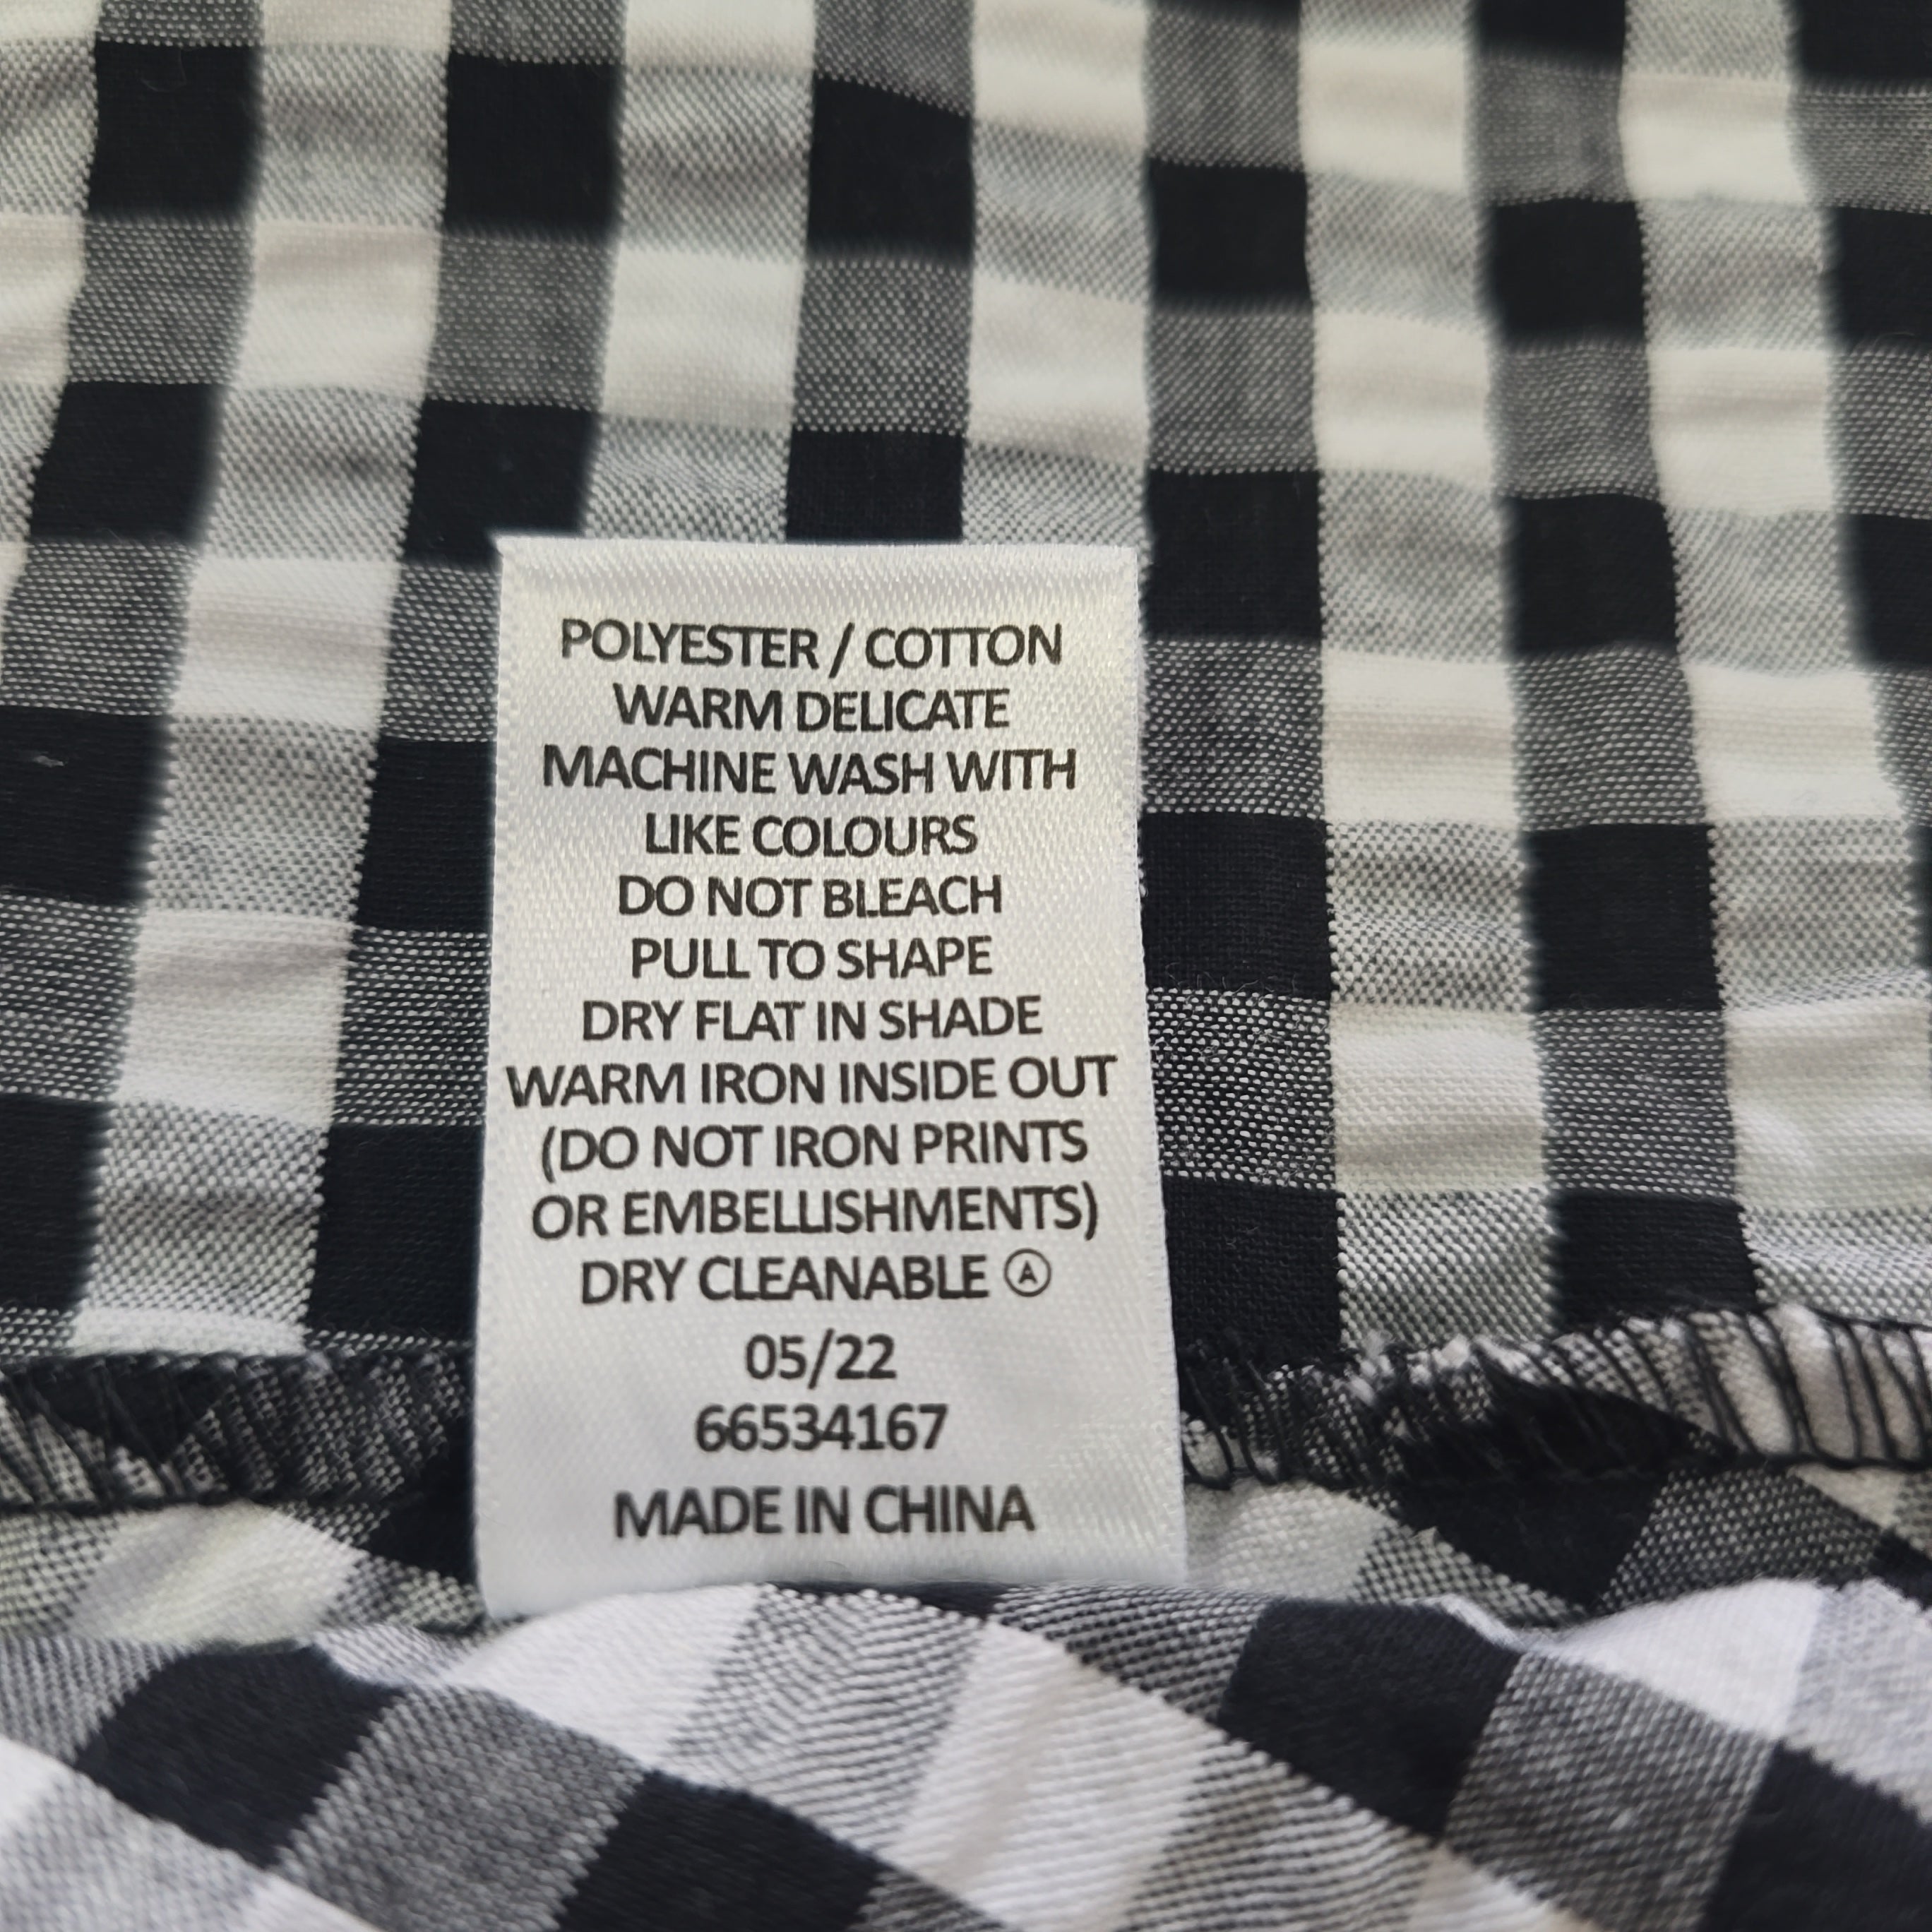 POLYESTER / COTTON
WARM DELICATE
MACHINE WASH WITH
LIKE COLOURS
DO NOT BLEACH
PULL TO SHAPE
DRY FLAT IN SHADE
WARM IRON INSIDE OUT
(DO NOT IRON PRINTS
OR EMBELLISHMENTS)
DRY CLEANABLE Ⓐ
05/22
66534167
MADE IN CHINA